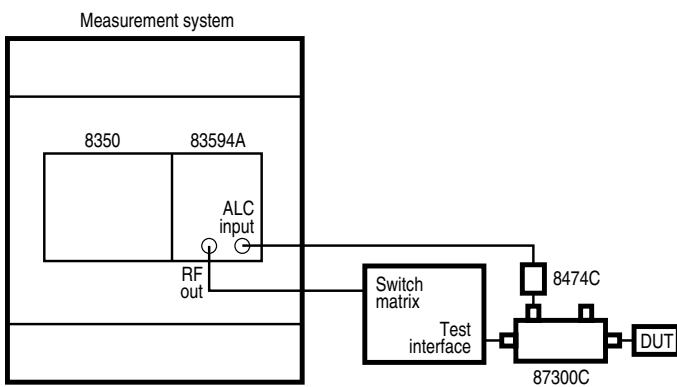 Measurement system
8350
83594A
ALC
input
RF
out
Switch
matrix
Test
interface
8474C
DUT
87300C